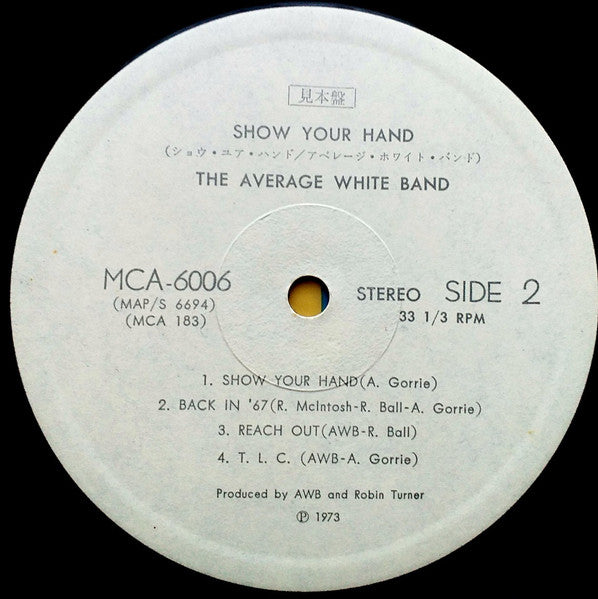 見本盤
SHOW YOUR HAND
(ショウ・ユア・ハンド/アベレージ・ホワイト・バンド)
THE AVERAGE WHITE BAND
MCA-6006
(MAP/S 6694)
(MCA 183)
STEREO SIDE 2
33 1/3 RPM
1. SHOW YOUR HAND(A. Gorrie)
2. BACK IN '67(R. McIntosh-R. Ball-A. Gorrie)
3. REACH OUT(AWB-R. Ball)
4. T. L. C. (AWB-A. Gorrie)
Produced by AWB and Robin Turner
℗ 1973